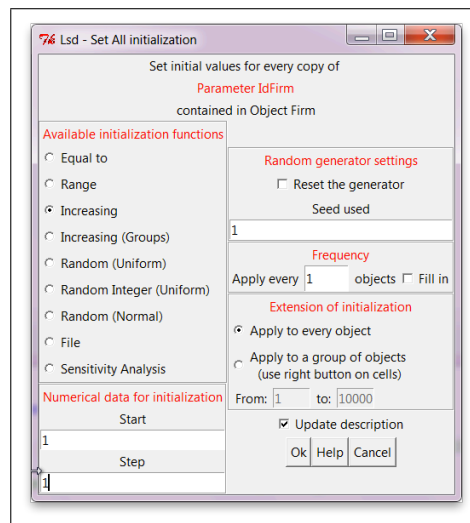 Lsd - Set All initialization
Set initial values for every copy of
Parameter IdFirm
contained in Object Firm
Available initialization functions
Equal to
Range
Increasing
Increasing (Groups)
Random (Uniform)
Random Integer (Uniform)
Random (Normal)
File
Sensitivity Analysis
Numerical data for initialization
Start
1
Step
1
Random generator settings
Reset the generator
Seed used
1
Frequency
Apply every 1 objects Fill in
Extension of initialization
Apply to every object
Apply to a group of objects
(use right button on cells)
From: 1 to: 10000
Update description
Ok Help Cancel